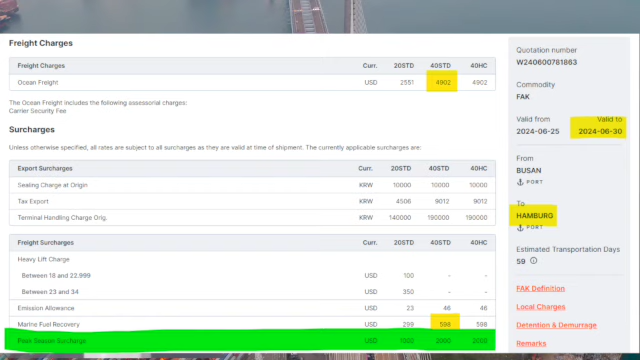 Freight Charges
Freight Charges Curr. 20STD 40STD 40HC
Ocean Freight USD 2551 4902 4902
The Ocean Freight includes the following assessorial charges:
Carrier Security Fee
Surcharges
Unless otherwise specified, all rates are subject to all surcharges as they are valid at time of shipment. The currently applicable surcharges are:
Export Surcharges Curr. 20STD 40STD 40HC
Sealing Charge at Origin KRW 10000 10000 10000
Tax Export KRW 4506 9012 9012
Terminal Handling Charge Orig. KRW 140000 190000 190000
Freight Surcharges Curr. 20STD 40STD 40HC
Heavy Lift Charge
Between 18 and 22.999 USD 100 - -
Between 23 and 34 USD 350 - -
Emission Allowance USD 23 46 46
Marine Fuel Recovery USD 299 598 598
Peak Season Surcharge USD 1000 2000 2000
Quotation number
W240600781863
Commodity
FAK
Valid from Valid to
2024-06-25 2024-06-30
From
BUSAN
PORT
To
HAMBURG
PORT
Estimated Transportation Days
59
FAK Definition
Local Charges
Detention & Demurrage
Remarks